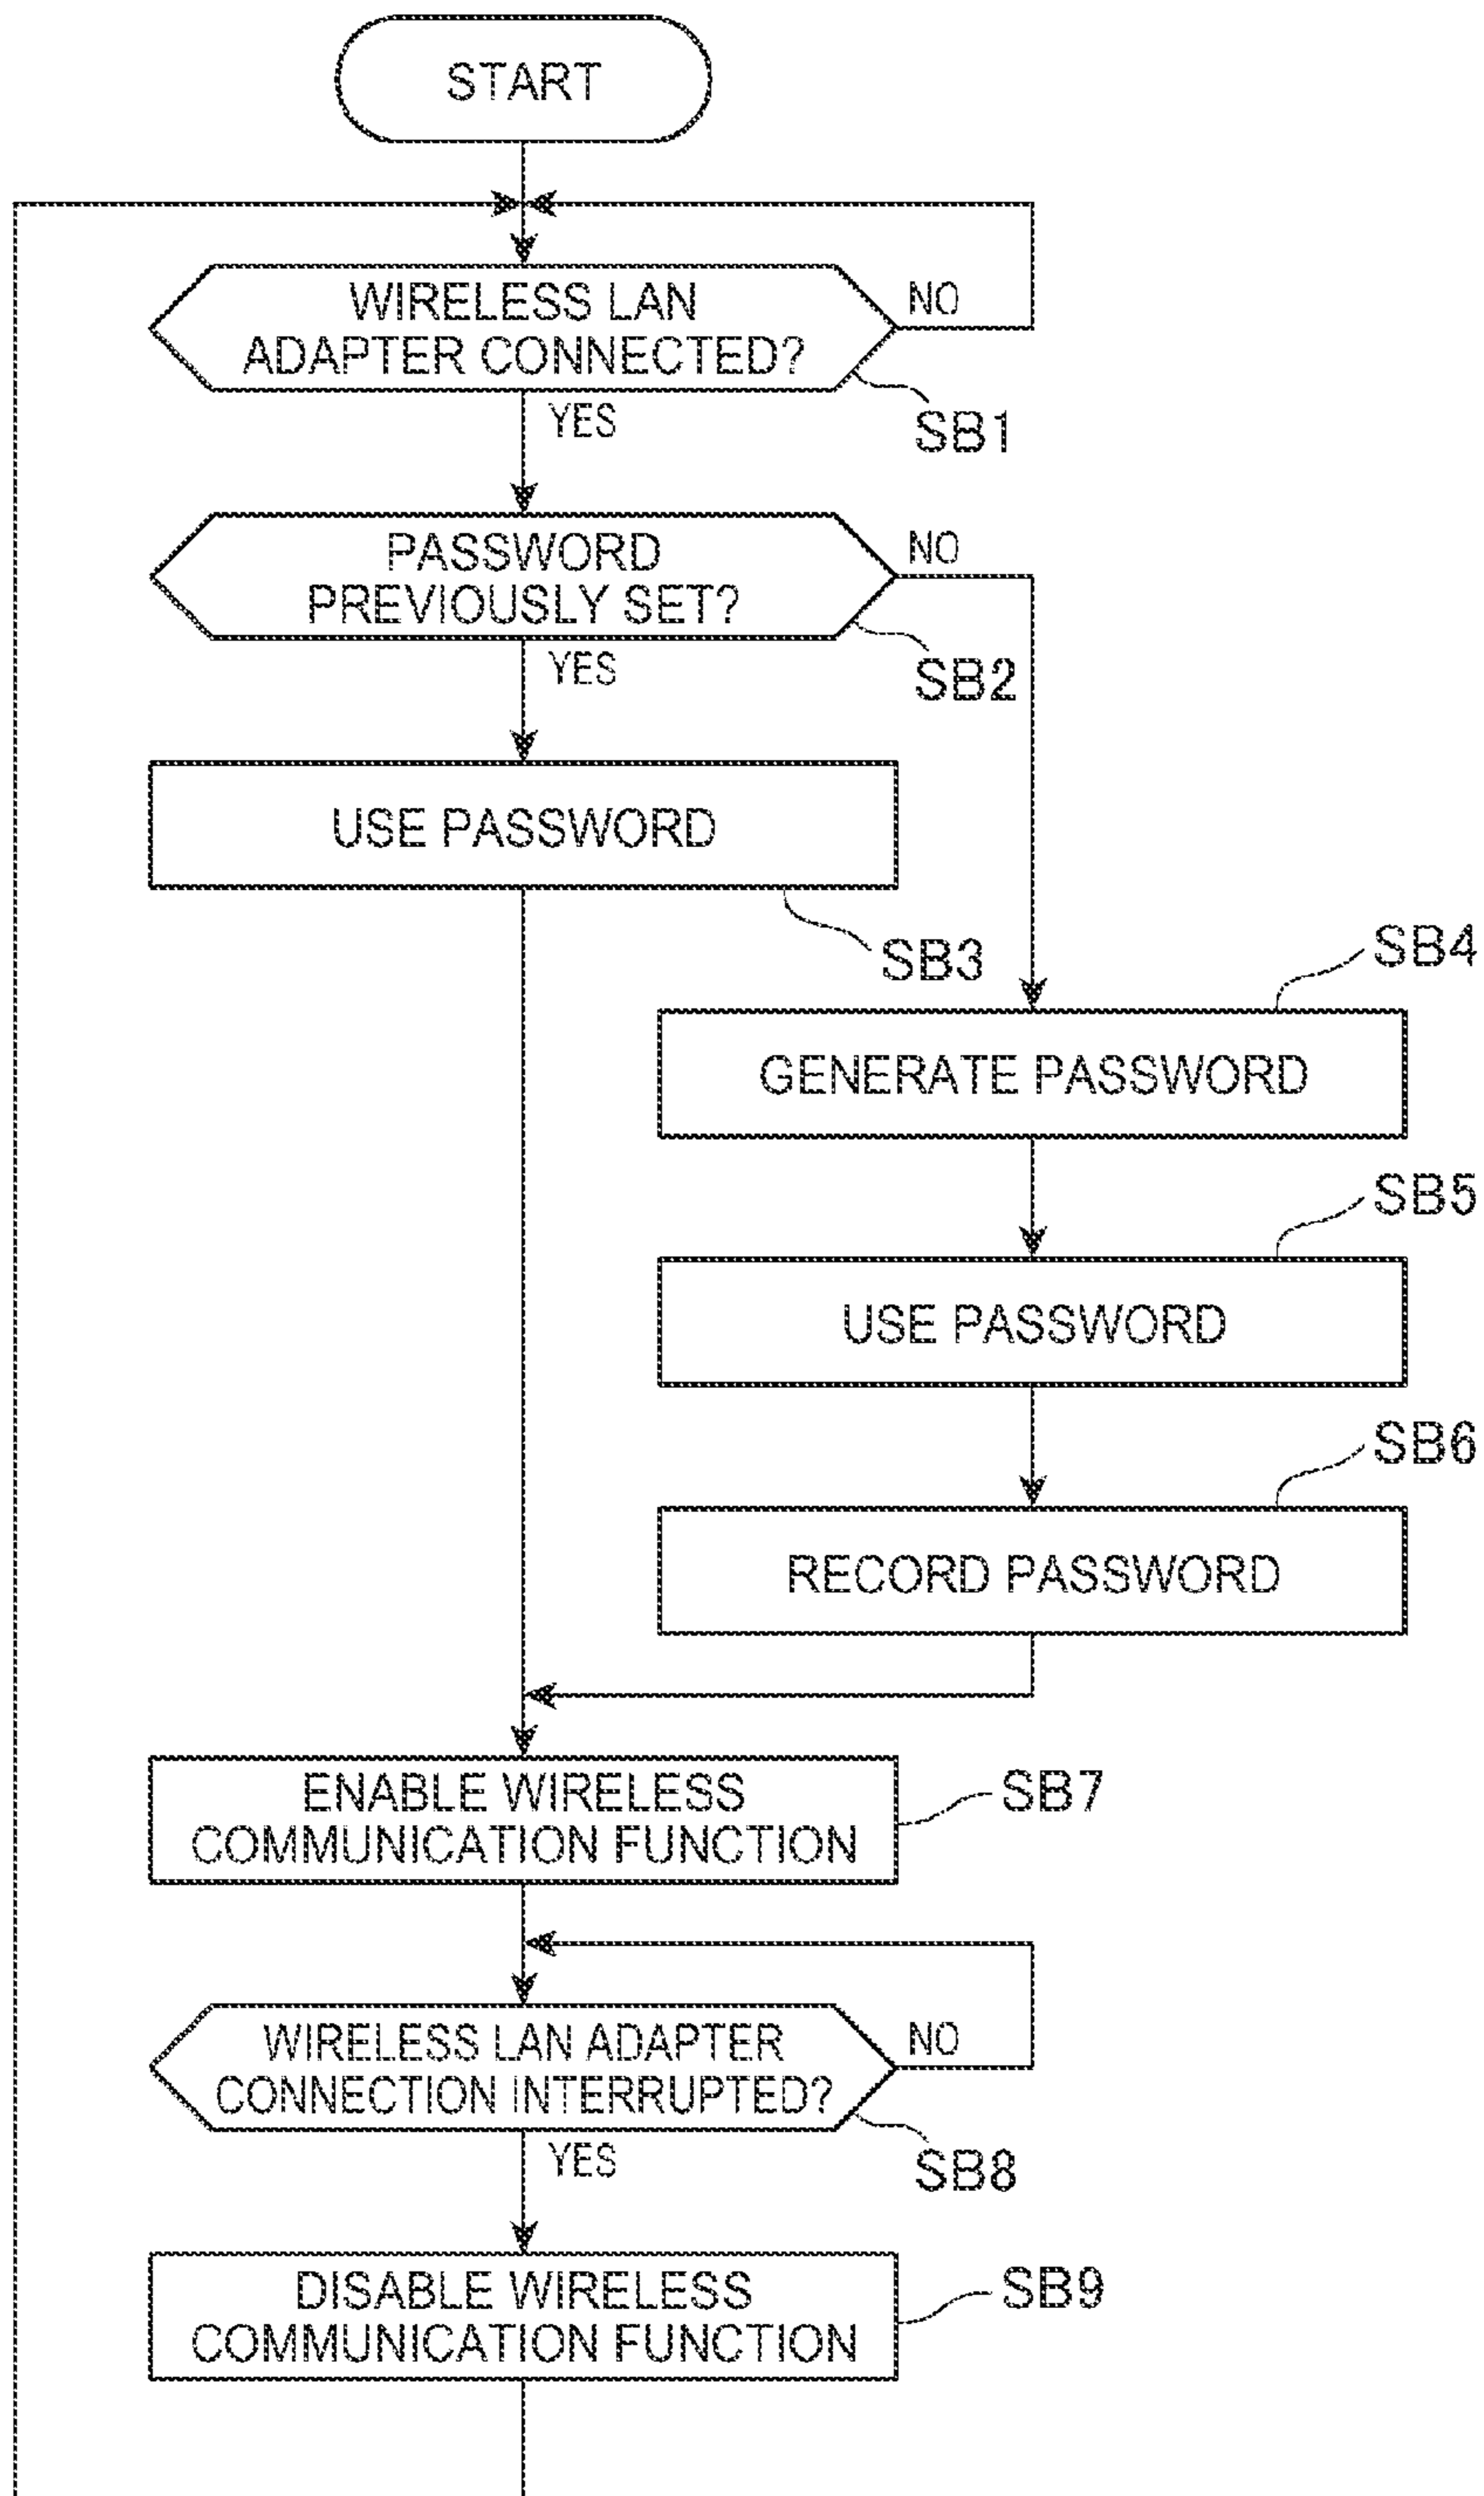 START
WIRELESS LAN
ADAPTER CONNECTED?
NO
YES
SB1
PASSWORD
PREVIOUSLY SET?
NO
YES
SB2
USE PASSWORD
SB3
SB4
GENERATE PASSWORD
SB5
USE PASSWORD
SB6
RECORD PASSWORD
ENABLE WIRELESS
COMMUNICATION FUNCTION
SB7
WIRELESS LAN ADAPTER
CONNECTION INTERRUPTED?
NO
YES
SB8
DISABLE WIRELESS
COMMUNICATION FUNCTION
SB9